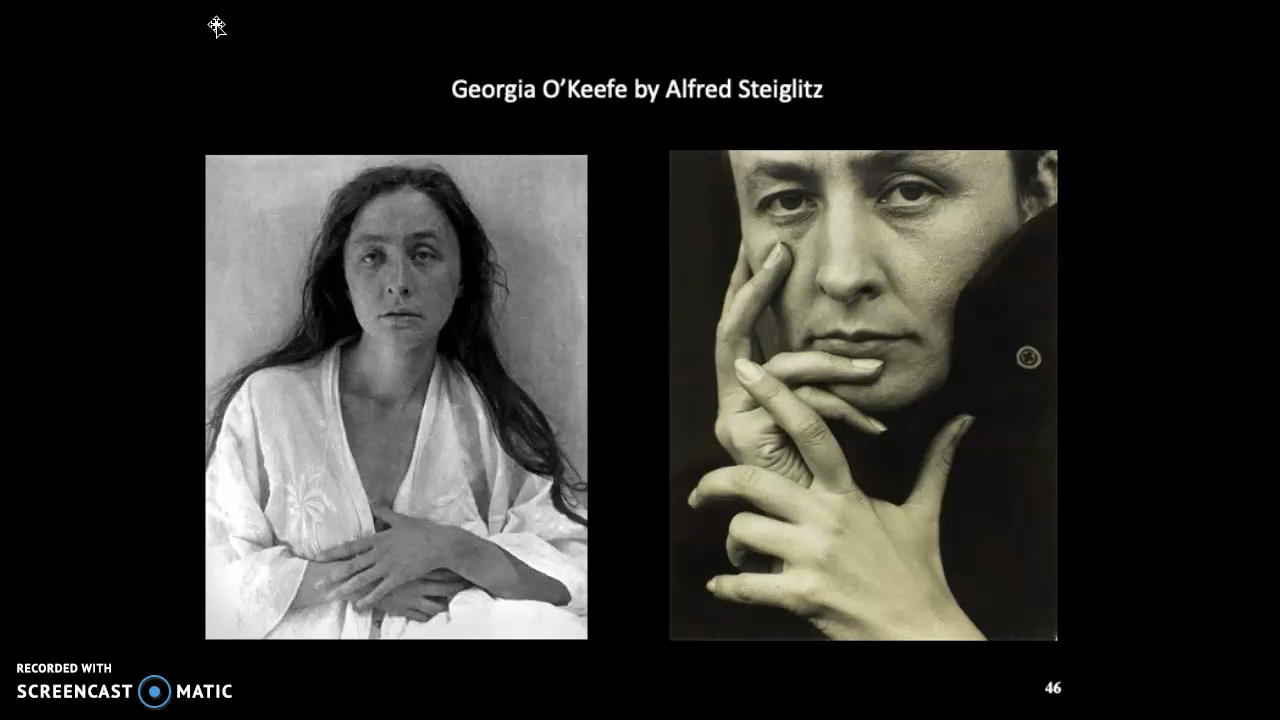 Georgia O’Keefe by Alfred Steiglitz
RECORDED WITH
SCREENCAST MATIC
46